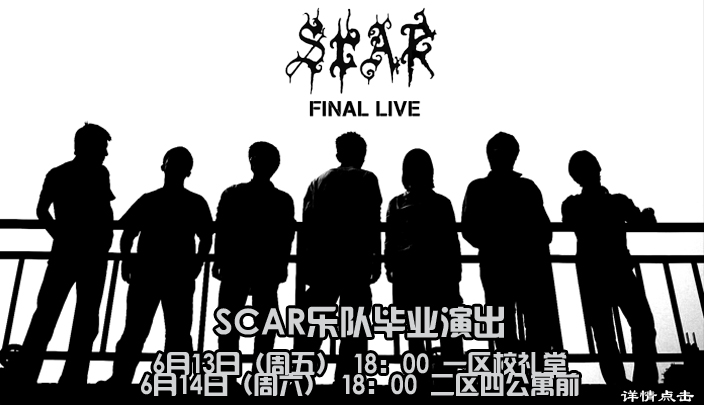 SCAR
FINAL LIVE
SCAR乐队毕业演出
6月13日（周五） 18：00 一区校礼堂
6月14日（周六） 18：00 二区四公寓前
详情点击